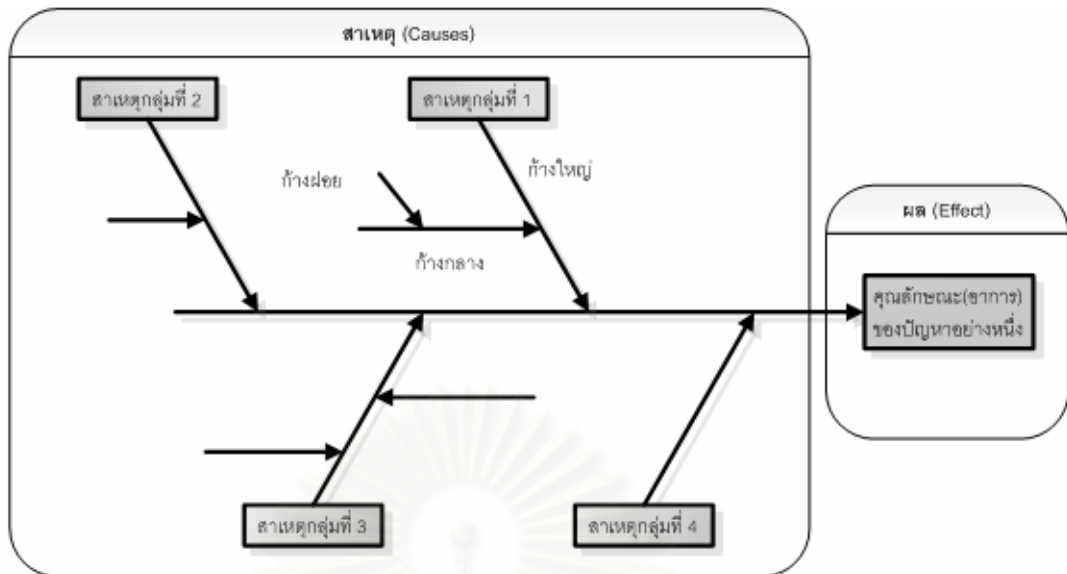 สาเหตุ (Causes)
สาเหตุกลุ่มที่ 2
สาเหตุกลุ่มที่ 1
ก้างใหญ่
ก้างฝอย
ก้างกลาง
ผล (Effect)
คุณลักษณะ(อาการ)
ของปัญหาอย่างหนึ่ง
สาเหตุกลุ่มที่ 3
สาเหตุกลุ่มที่ 4